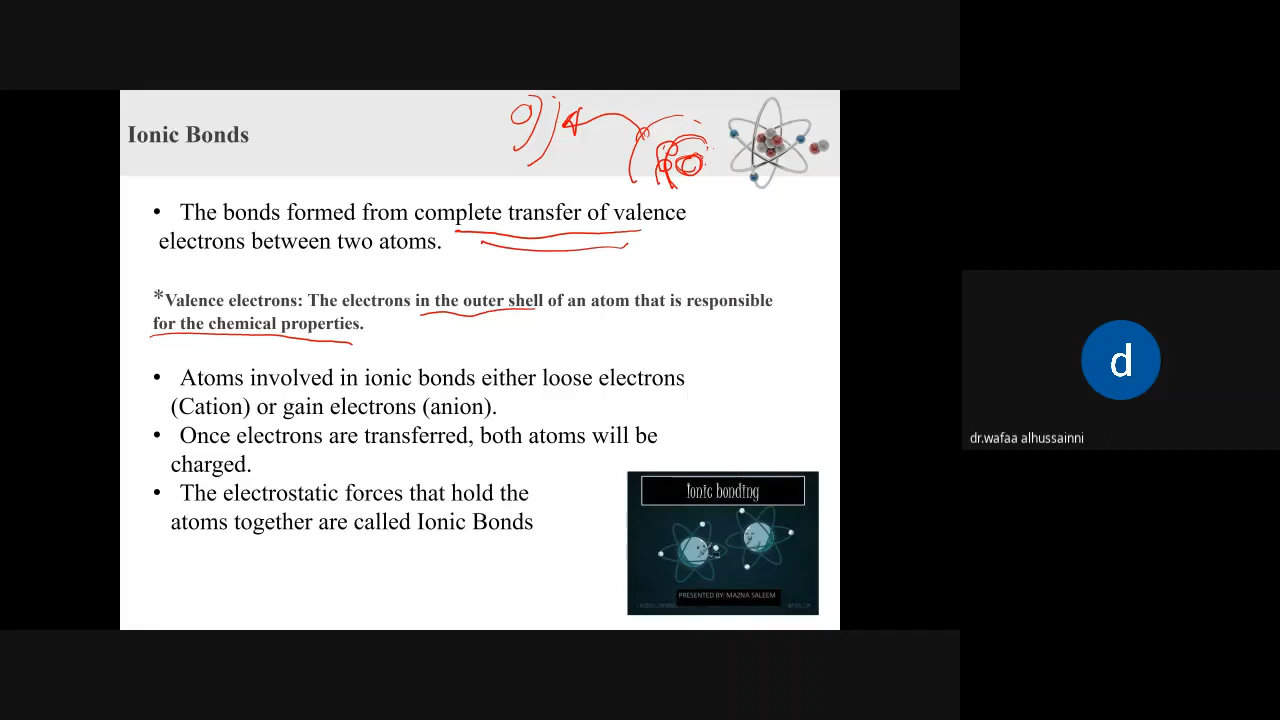 Ionic Bonds
• The bonds formed from complete transfer of valence
electrons between two atoms.
*Valence electrons: The electrons in the outer shell of an atom that is responsible
for the chemical properties.
• Atoms involved in ionic bonds either loose electrons
(Cation) or gain electrons (anion).
• Once electrons are transferred, both atoms will be
charged.
• The electrostatic forces that hold the
atoms together are called Ionic Bonds
Ionic bonding
PRESENTED BY: MAZNA SALEEM
d
dr.wafaa alhussainni